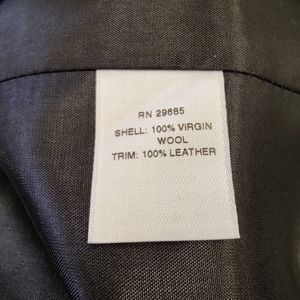 RN 29685
SHELL: 100% VIRGIN
WOOL
TRIM: 100% LEATHER